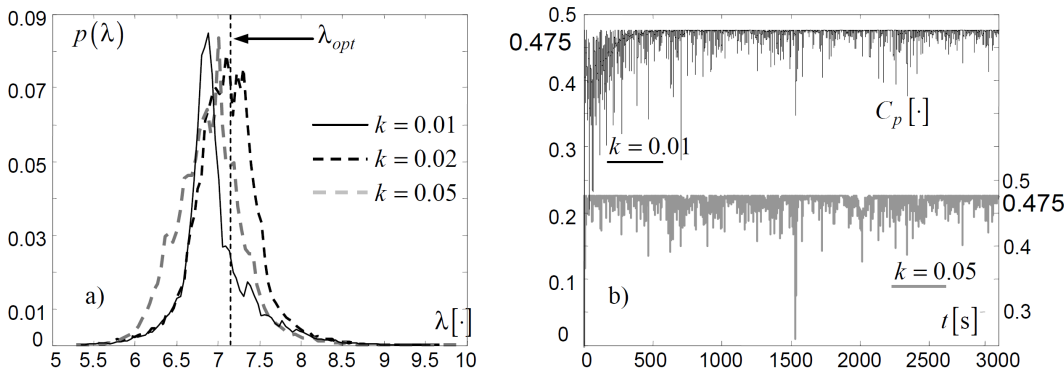 0.09
p(λ)
0.07
0.05
0.03
0.01
0
λ_opt
k = 0.01
k = 0.02
k = 0.05
a)
λ[·]
5 5.5 6 6.5 7 7.5 8 8.5 9 9.5 10
0.5
0.475
0.4
0.3
0.2
0.1
0
C_p[·]
k = 0.01
0.5
0.475
0.4
0.3
k = 0.05
b)
t[s]
0 500 1000 1500 2000 2500 3000